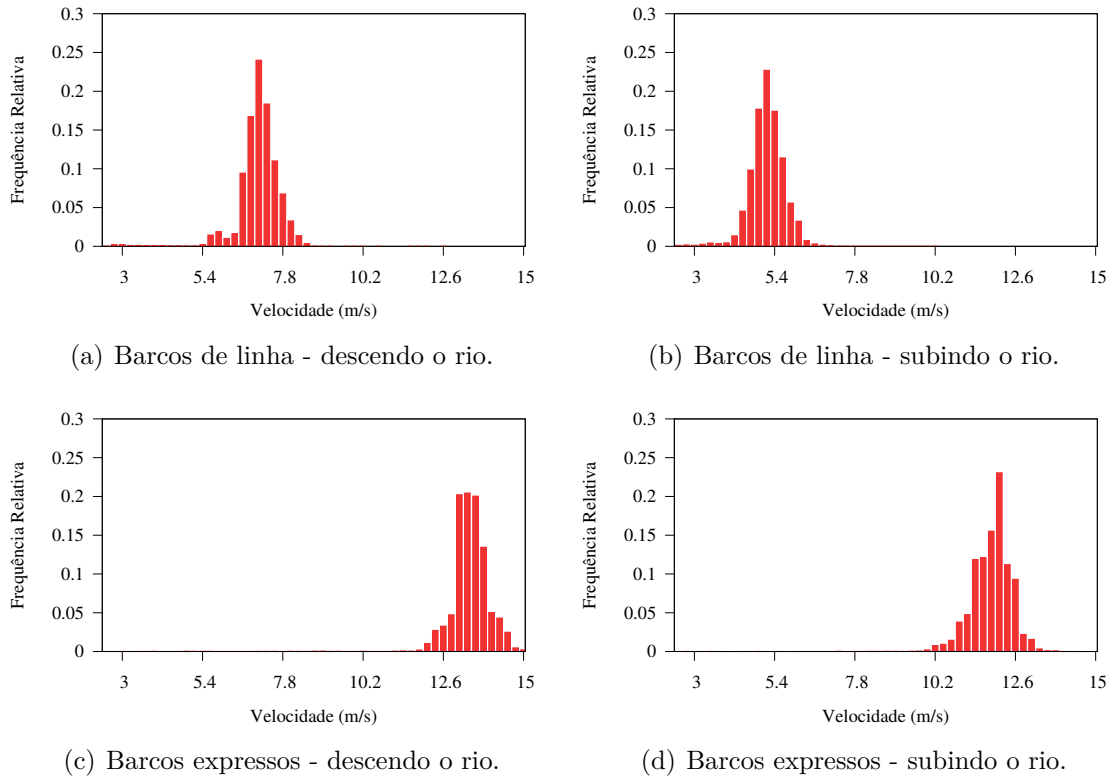 0.3
0.25
0.2
0.15
0.1
0.05
0
Frequência Relativa
3 5.4 7.8 10.2 12.6 15
Velocidade (m/s)
(a) Barcos de linha - descendo o rio.
0.3
0.25
0.2
0.15
0.1
0.05
0
Frequência Relativa
3 5.4 7.8 10.2 12.6 15
Velocidade (m/s)
(b) Barcos de linha - subindo o rio.
0.3
0.25
0.2
0.15
0.1
0.05
0
Frequência Relativa
3 5.4 7.8 10.2 12.6 15
Velocidade (m/s)
(c) Barcos expressos - descendo o rio.
0.3
0.25
0.2
0.15
0.1
0.05
0
Frequência Relativa
3 5.4 7.8 10.2 12.6 15
Velocidade (m/s)
(d) Barcos expressos - subindo o rio.